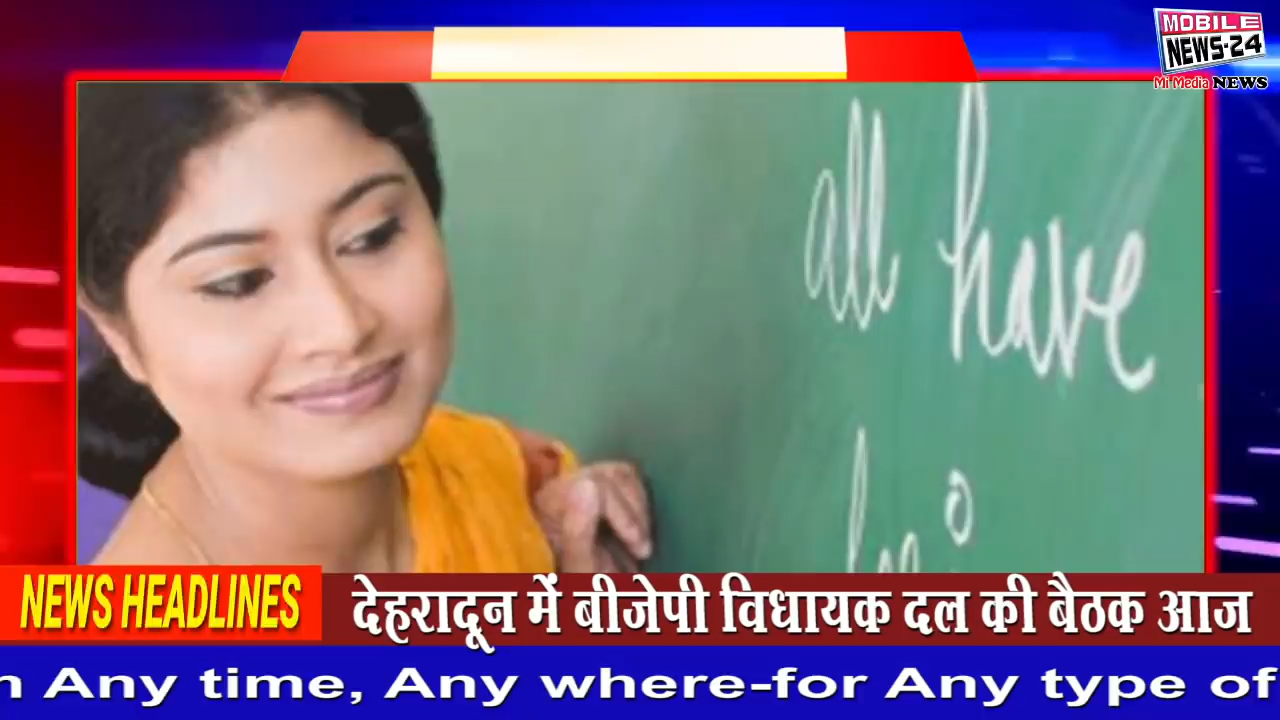 MOBILE
NEWS-24
Mi Media NEWS
all have
NEWS HEADLINES
देहरादून में बीजेपी विधायक दल की बैठक आज
Any time, Any where-for Any type of